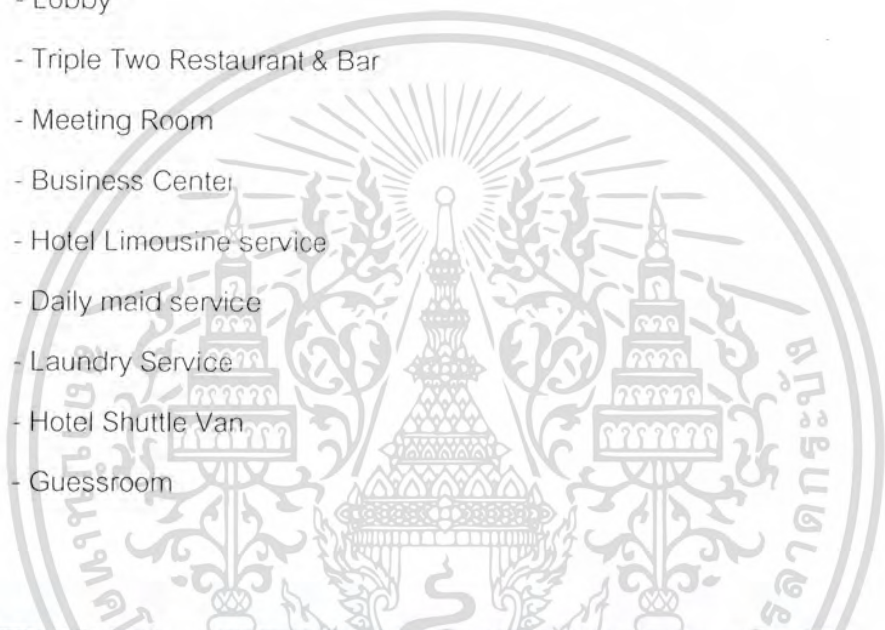 - Lobby
- Triple Two Restaurant & Bar
- Meeting Room
- Business Center
- Hotel Limousine service
- Daily maid service
- Laundry Service
- Hotel Shuttle Van
- Guessroom